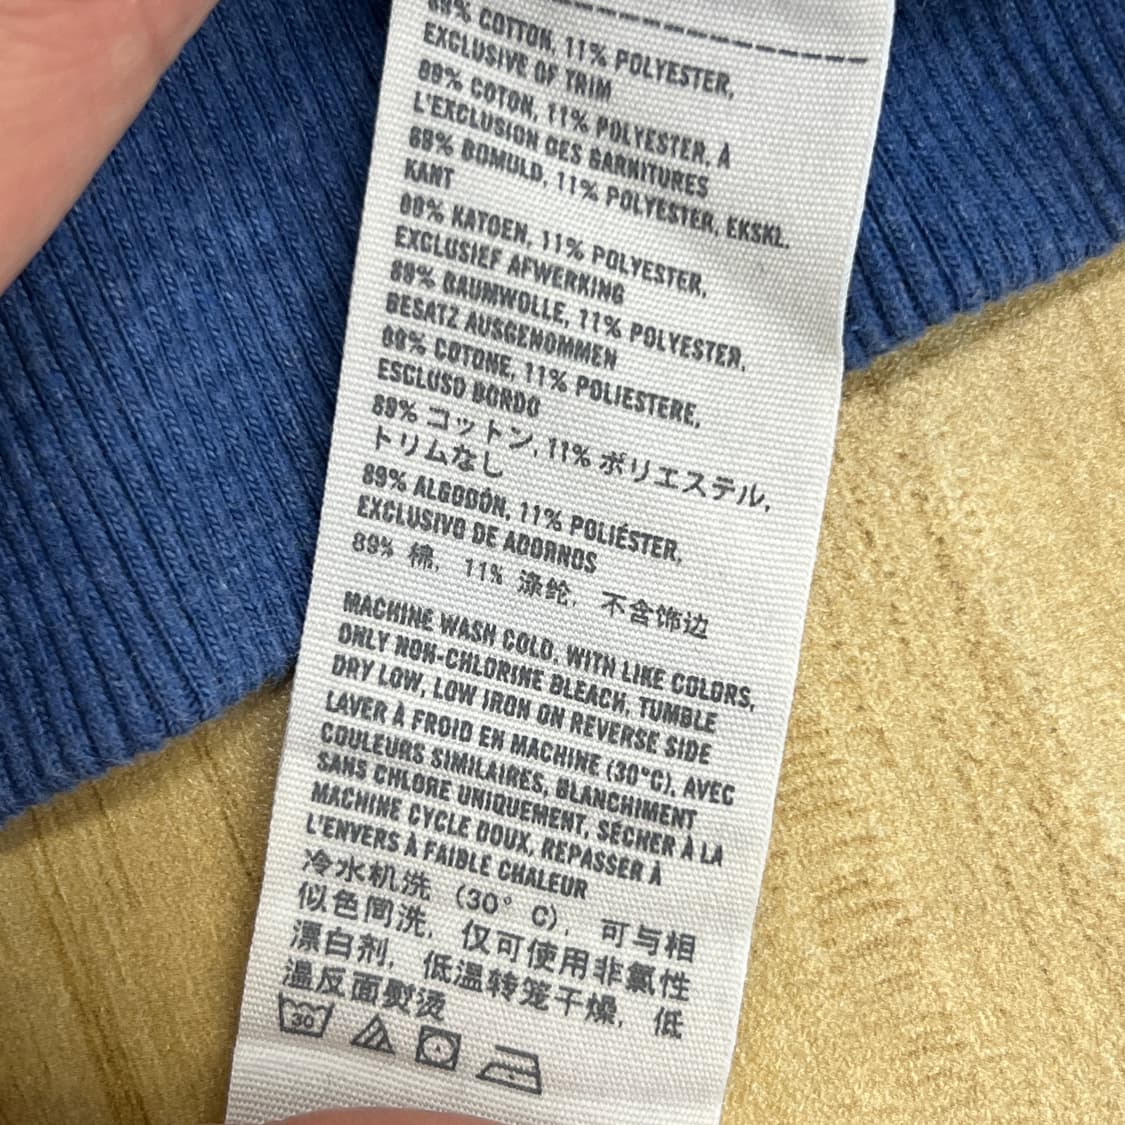 89% COTTON, 11% POLYESTER,
EXCLUSIVE OF TRIM
89% COTON, 11% POLYESTER, À
L'EXCLUSION DES GARNITURES
89% BOMULD, 11% POLYESTER, EKSKL.
KANT
89% KATOEN, 11% POLYESTER,
EXCLUSIEF AFWERKING
89% BAUMWOLLE, 11% POLYESTER,
BESATZ AUSGENOMMEN
89% COTONE, 11% POLIESTERE,
ESCLUSO BORDO
89% コットン, 11% ポリエステル,
トリムなし
89% ALGODÓN, 11% POLIÉSTER,
EXCLUSIVO DE ADORNOS
89% 棉, 11% 涤纶, 不含饰边
MACHINE WASH COLD, WITH LIKE COLORS,
ONLY NON-CHLORINE BLEACH, TUMBLE
DRY LOW, LOW IRON ON REVERSE SIDE
LAVER À FROID EN MACHINE (30°C), AVEC
COULEURS SIMILAIRES, BLANCHIMENT
SANS CHLORE UNIQUEMENT, SÉCHER À LA
MACHINE CYCLE DOUX, REPASSER À
L'ENVERS À FAIBLE CHALEUR
冷水机洗 (30° C), 可与相
似色同洗, 仅可使用非氯性
漂白剂, 低温转笼干燥, 低
温反面熨烫
30